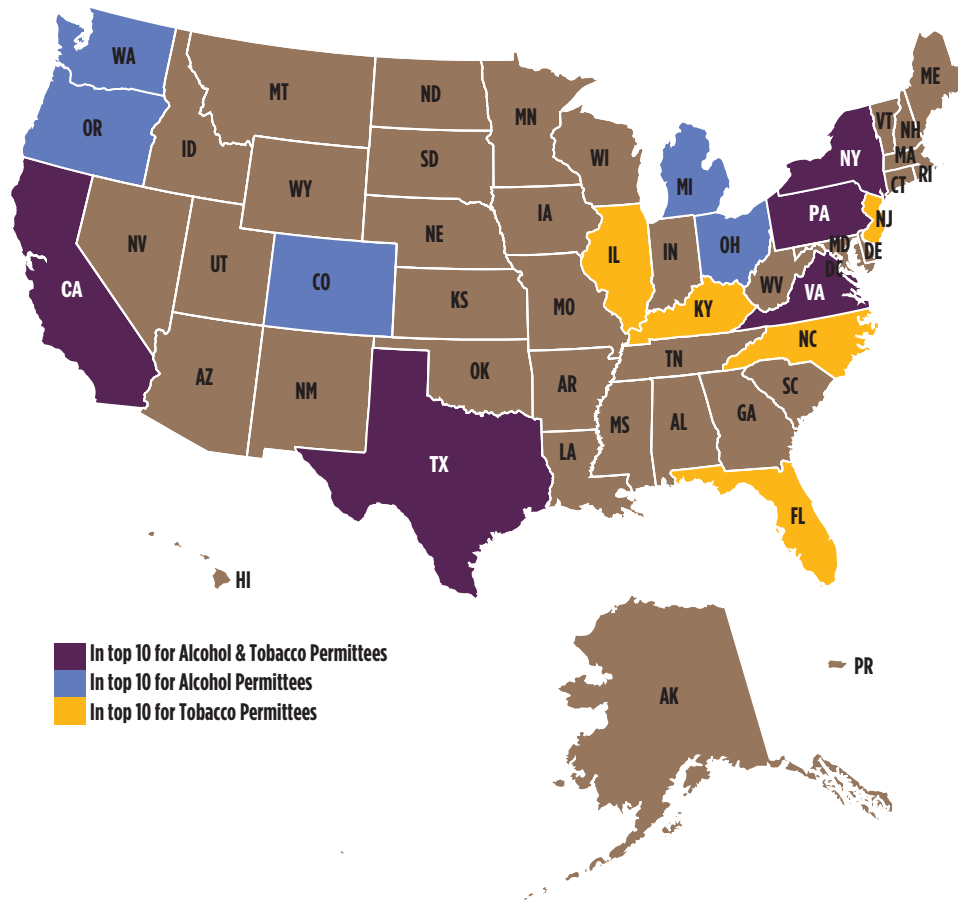 WA
MT
ND
MN
ME
OR
ID
SD
WI
VT
NH
NY
MA
WY
MI
CT
RI
IA
PA
NJ
NE
NV
UT
IL
IN
OH
MD
DE
DC
CO
WV
CA
KS
MO
VA
KY
NC
TN
AZ
NM
OK
AR
SC
MS
AL
GA
LA
TX
FL
HI
In top 10 for Alcohol & Tobacco Permittees
In top 10 for Alcohol Permittees
In top 10 for Tobacco Permittees
PR
AK